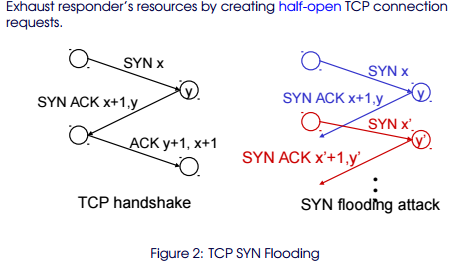 Exhaust responder's resources by creating half-open TCP connection
requests.
SYN x
y
SYN ACK x+1,y
ACK y+1, x+1
TCP handshake
SYN x
y
SYN ACK x+1,y
SYN x'
y'
SYN ACK x'+1,y'
SYN flooding attack
Figure 2: TCP SYN Flooding